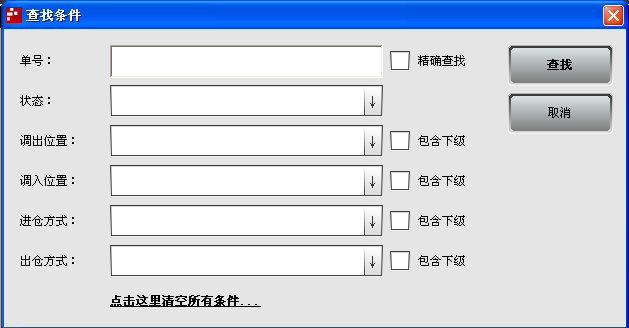 查找条件
单号： 精确查找 查找
状态： 取消
调出位置： 包含下级
调入位置： 包含下级
进仓方式： 包含下级
出仓方式： 包含下级
点击这里清空所有条件...